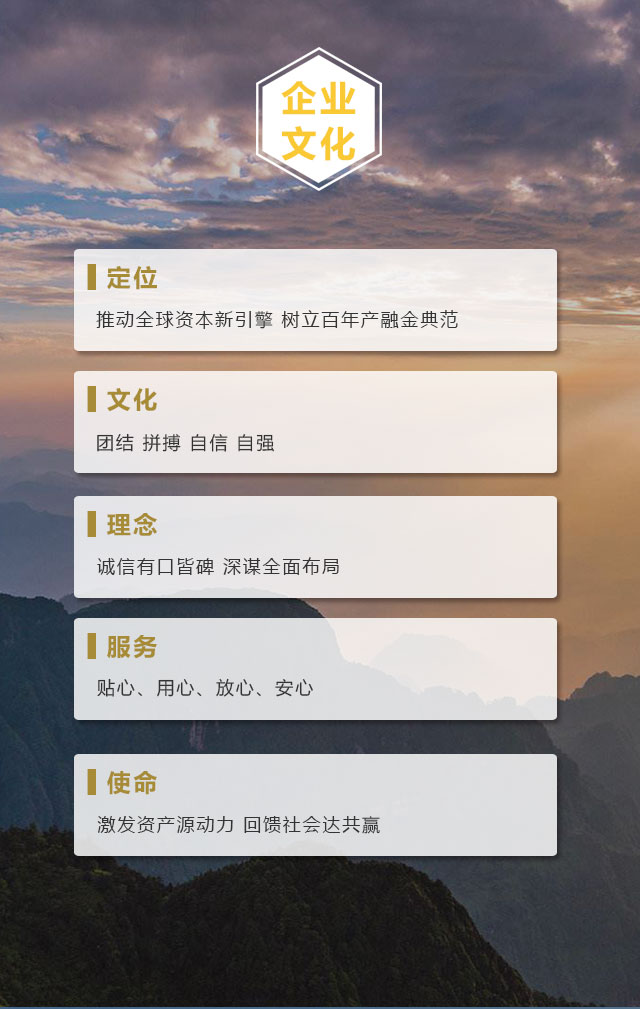 企业
文化
定位
推动全球资本新引擎 树立百年产融金典范
文化
团结 拼搏 自信 自强
理念
诚信有口皆碑 深谋全面布局
服务
贴心、用心、放心、安心
使命
激发资产源动力 回馈社会达共赢